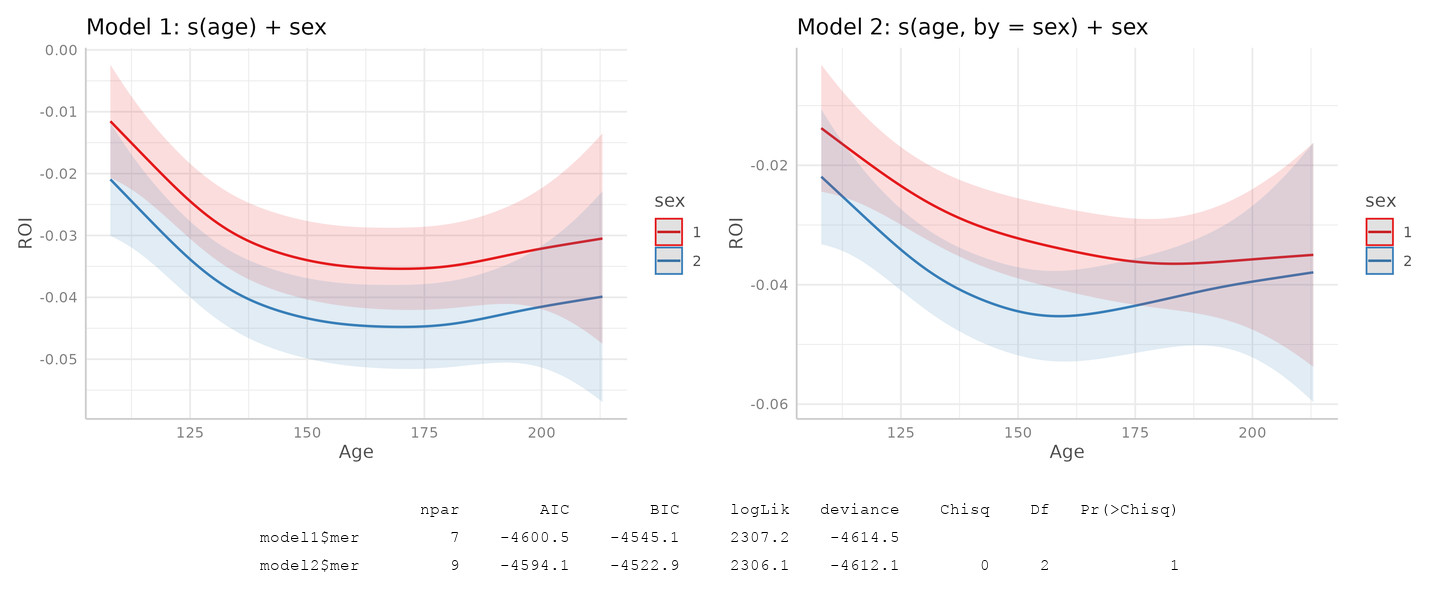 Model 1: s(age) + sex
0.00
-0.01
-0.02
-0.03
-0.04
-0.05
ROI
125 150 175 200
Age
sex
1
2
Model 2: s(age, by = sex) + sex
-0.02
-0.04
-0.06
ROI
125 150 175 200
Age
sex
1
2
npar AIC BIC logLik deviance Chisq Df Pr(>Chisq)
model1$mer 7 -4600.5 -4545.1 2307.2 -4614.5
model2$mer 9 -4594.1 -4522.9 2306.1 -4612.1 0 2 1